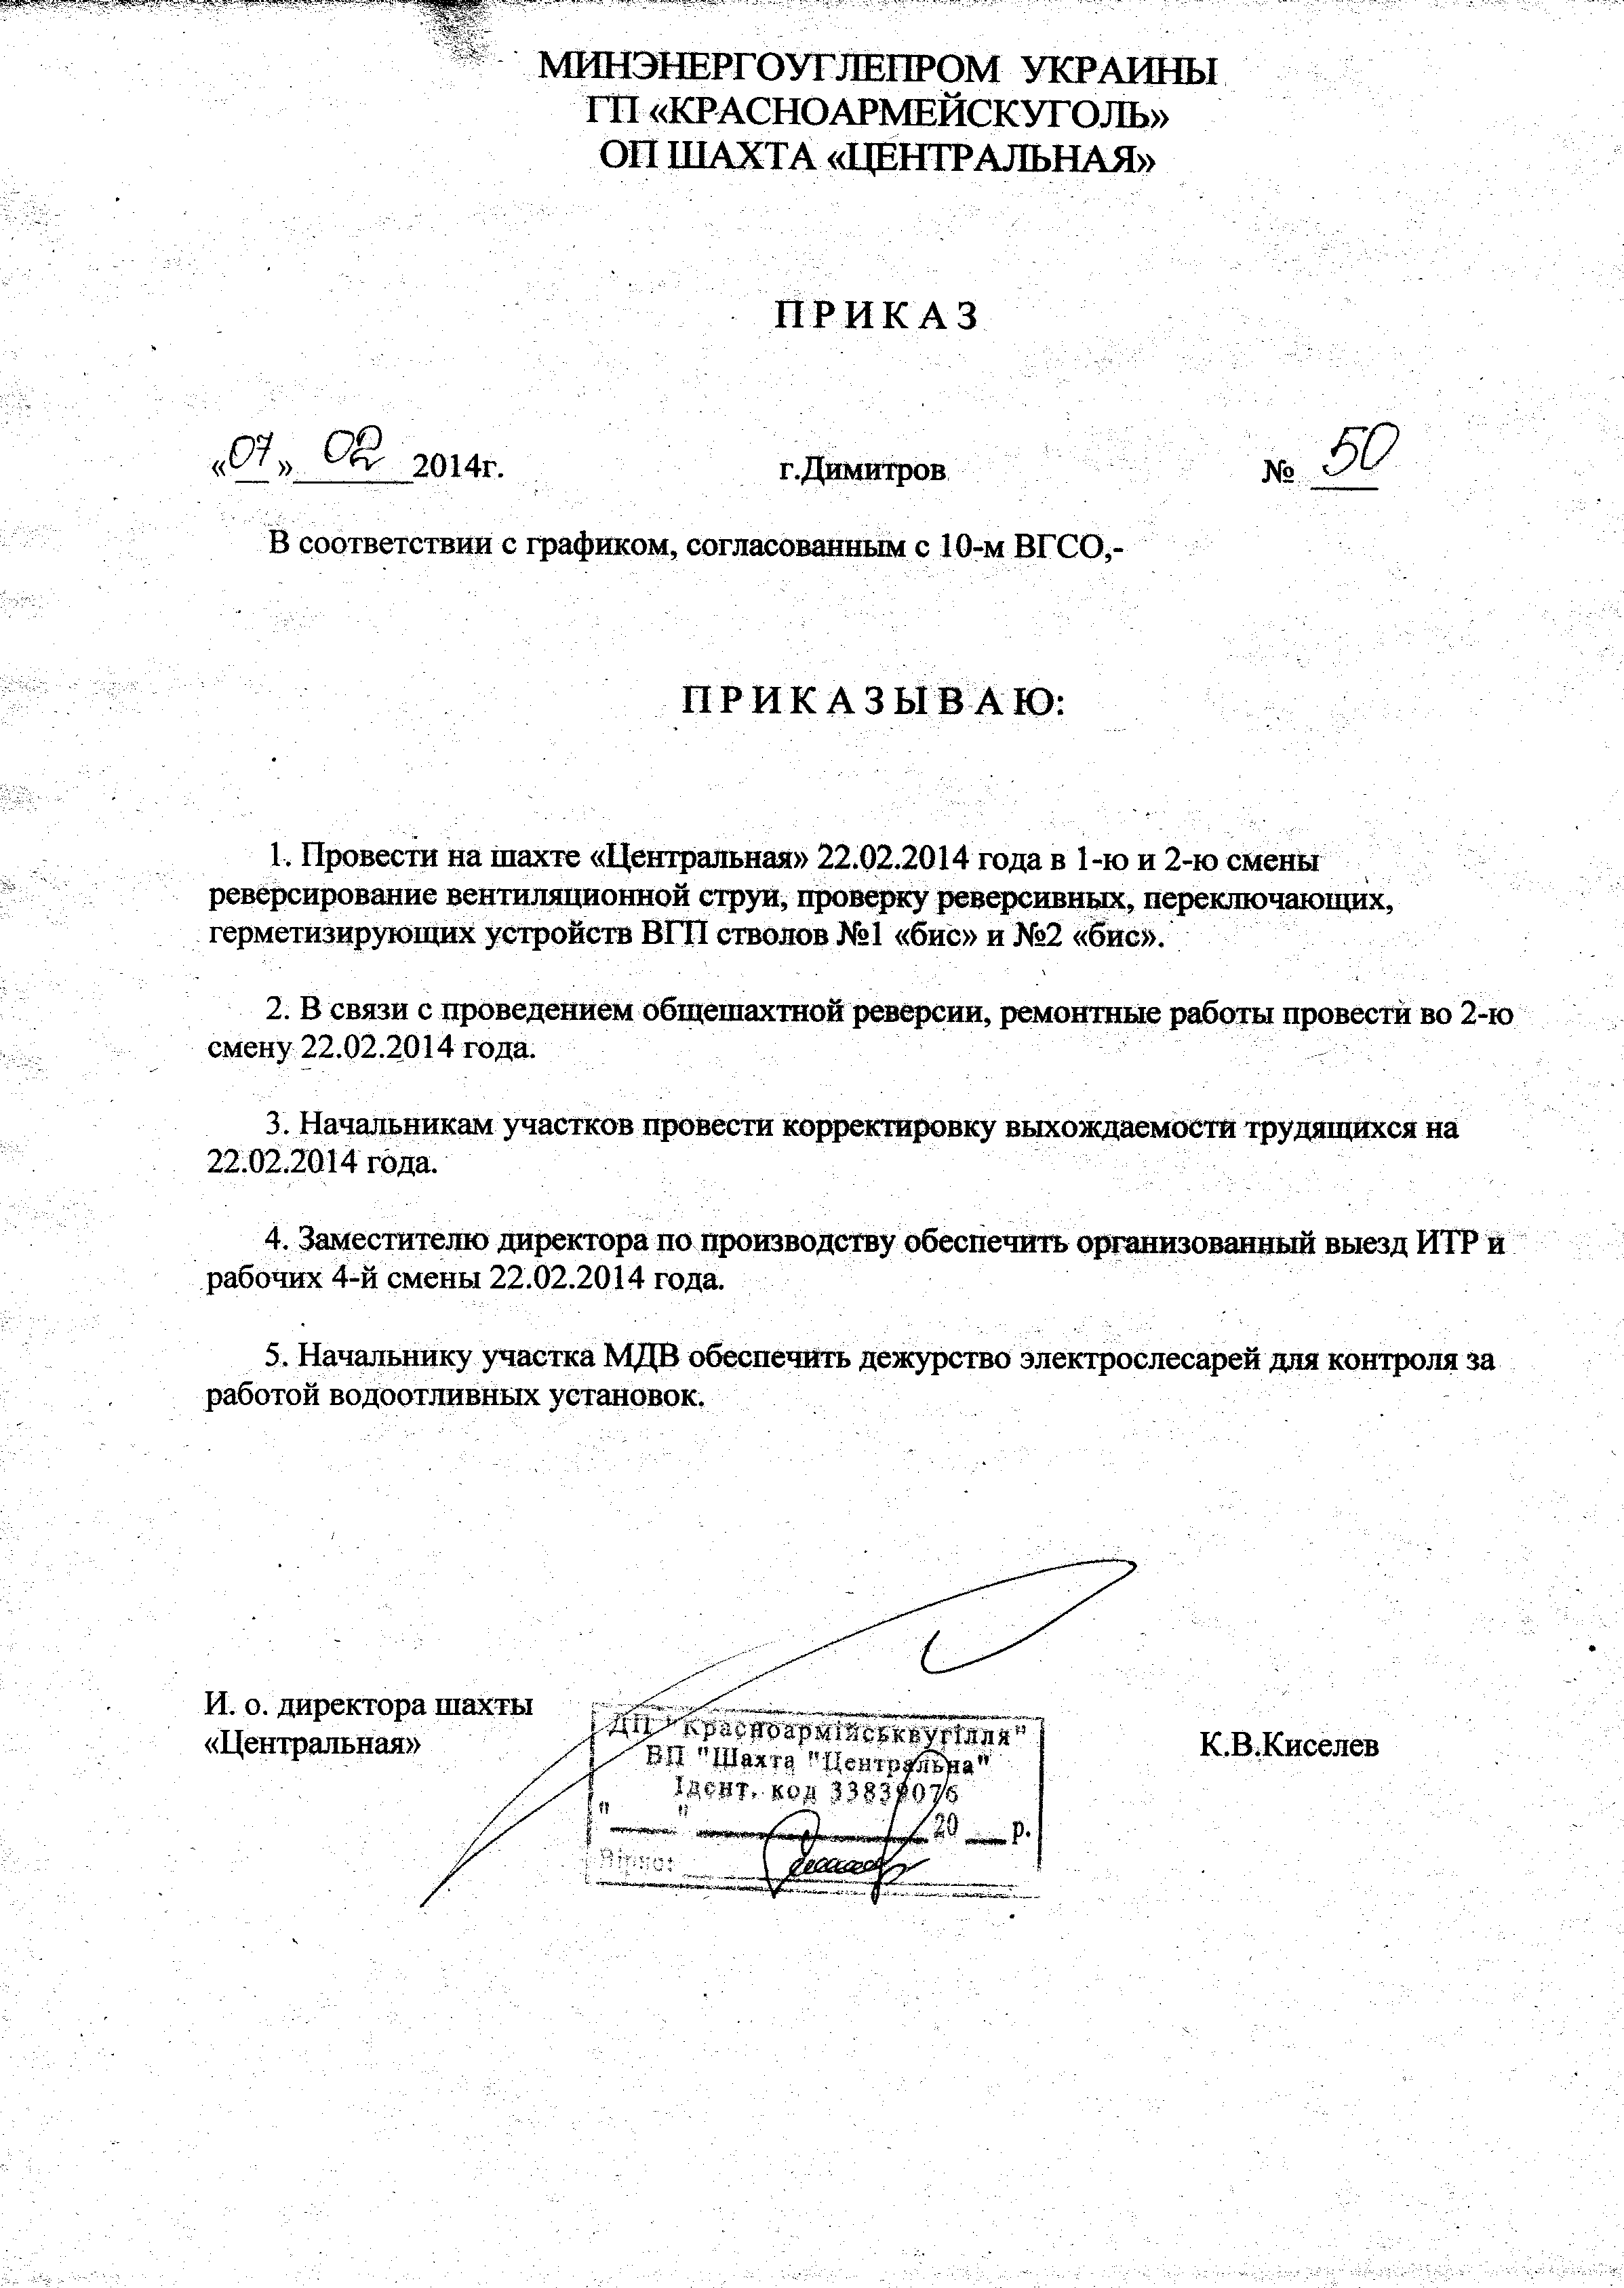 МИНЭНЕРГОУГЛЕПРОМ УКРАИНЫ
ГП «КРАСНОАРМЕЙСКУГОЛЬ»
ОП ШАХТА «ЦЕНТРАЛЬНАЯ»
ПРИКАЗ
«07» 02 2014г. г.Димитров № 50
В соответствии с графиком, согласованным с 10-м ВГСО,-
ПРИКАЗЫВАЮ:
1. Провести на шахте «Центральная» 22.02.2014 года в 1-ю и 2-ю смены
реверсирование вентиляционной струи, проверку реверсивных, переключающих,
герметизирующих устройств ВГП стволов №1 «бис» и №2 «бис».
2. В связи с проведением общешахтной реверсии, ремонтные работы провести во 2-ю
смену 22.02.2014 года.
3. Начальникам участков провести корректировку выхождаемости трудящихся на
22.02.2014 года.
4. Заместителю директора по производству обеспечить организованный выезд ИТР и
рабочих 4-й смены 22.02.2014 года.
5. Начальнику участка МДВ обеспечить дежурство электрослесарей для контроля за
работой водоотливных установок.
И. о. директора шахты
«Центральная» К.В.Киселев
ДП "Красноармійськвугілля"
ВП "Шахта "Центральна"
Ідент. код 33839076
" " 20 р.